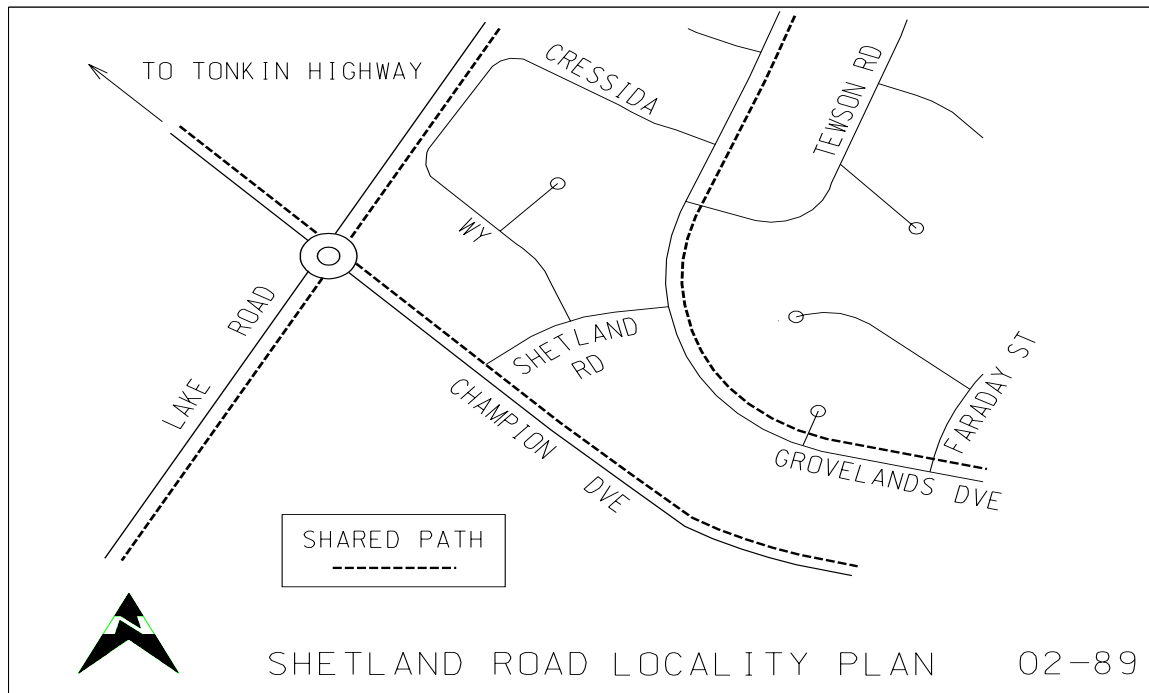 TO TONKIN HIGHWAY
CRESSIDA
TEWSON RD
WY
ROAD
LAKE
SHETLAND
RD
CHAMPION
DVE
FARADAY ST
GROVELANDS DVE
SHARED PATH
N
SHETLAND ROAD LOCALITY PLAN 02-89